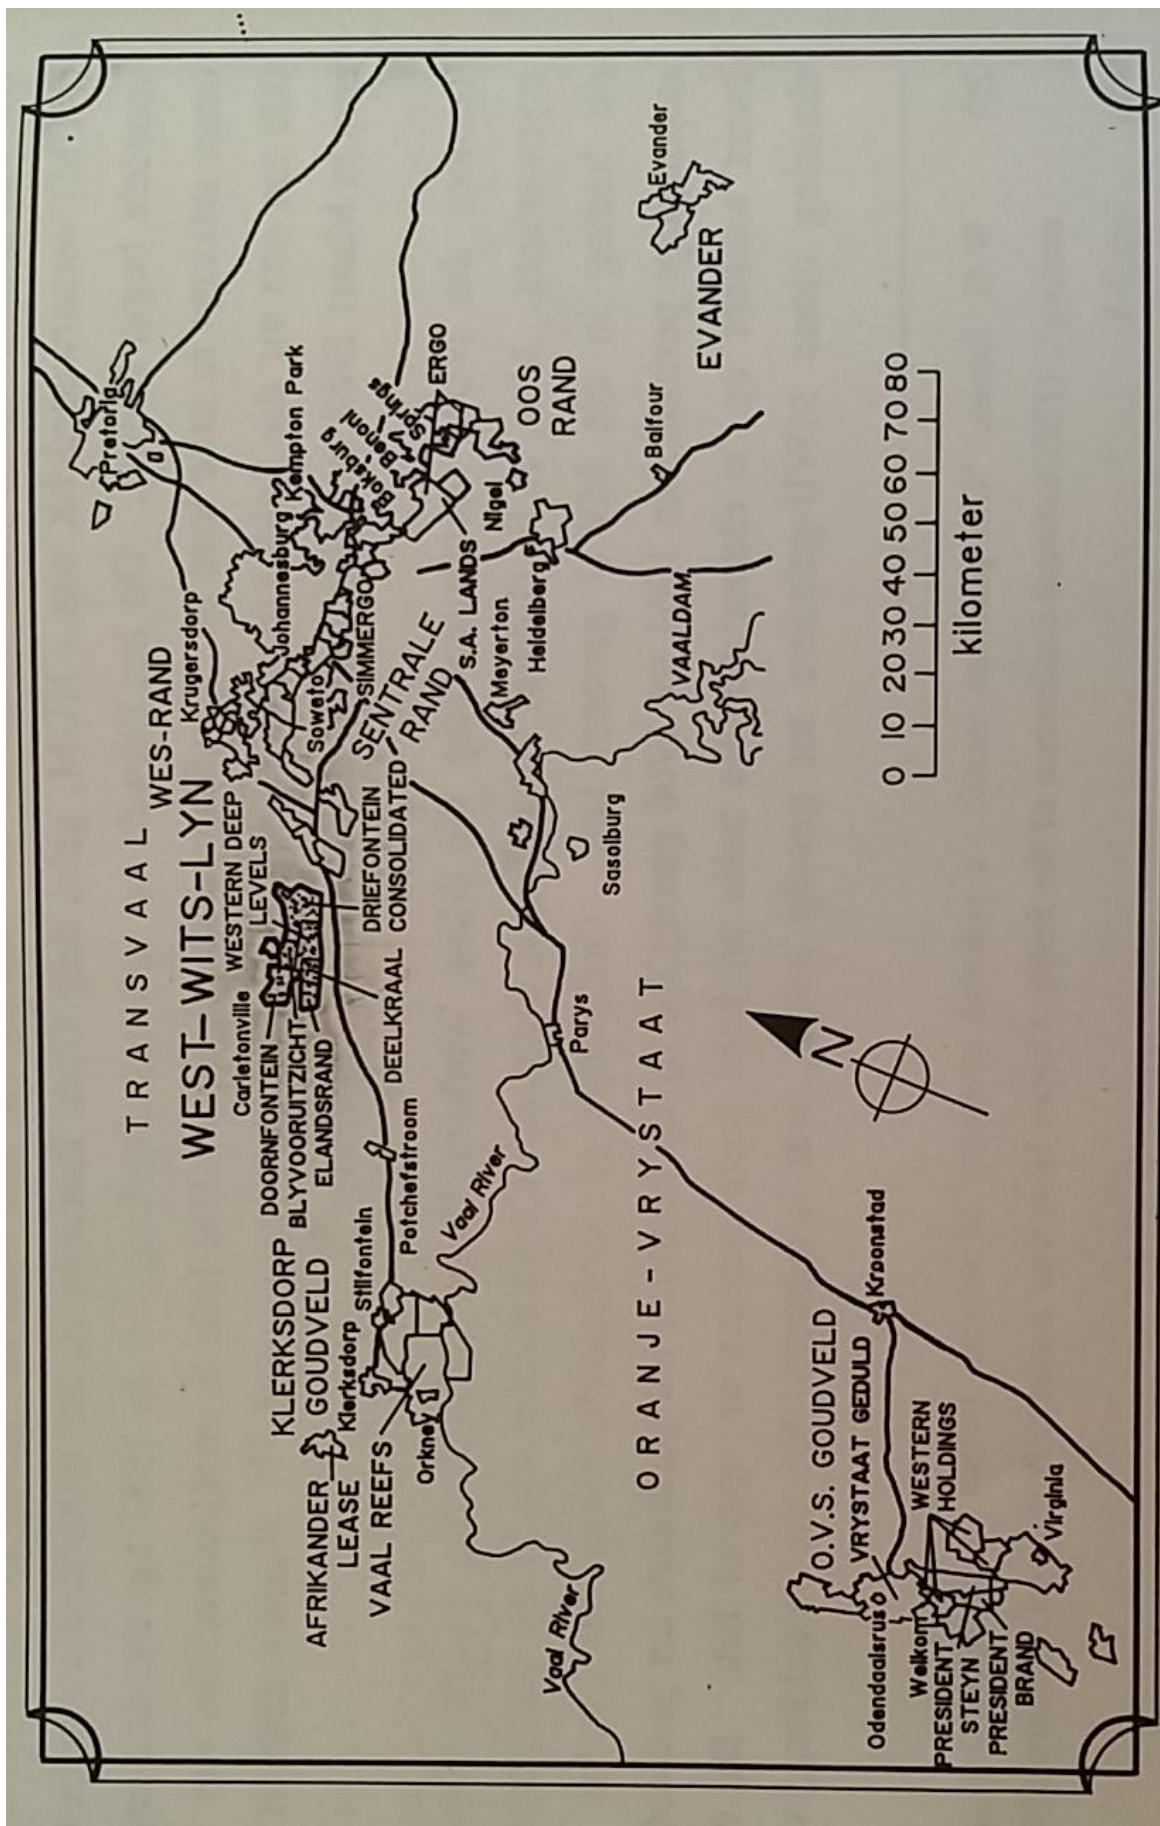 TRANSVAAL
WES-RAND
WEST-WITS-LYN
Pretoria
Krugersdorp
Johannesburg
Kempton Park
Boksburg
Benoni
Springs
ERGO
Carletonville
WESTERN DEEP
LEVELS
Soweto
SIMMERGO
SENTRALE
RAND
S.A. LANDS
Nigel
OOS
RAND
Evander
EVANDER
DOORNFONTEIN
BLYVOORUITZICHT
ELANDSRAND
DEELKRAAL
DRIEFONTEIN
CONSOLIDATED
Meyerton
Heidelberg
Balfour
VAALDAM
KLERKSDORP
GOUDVELD
Klerksdorp
Stilfontein
Potchefstroom
Vaal River
Parys
Sasolburg
AFRIKANDER
LEASE
VAAL REEFS
Orkney
Vaal River
ORANJE-VRYSTAAT
N
0 10 20 30 40 50 60 70 80
kilometer
O.V.S. GOUDVELD
VRYSTAAT GEDULD
Kroonstad
Odendaalsrus
Welkom
WESTERN
HOLDINGS
PRESIDENT
STEYN
PRESIDENT
BRAND
Virginia